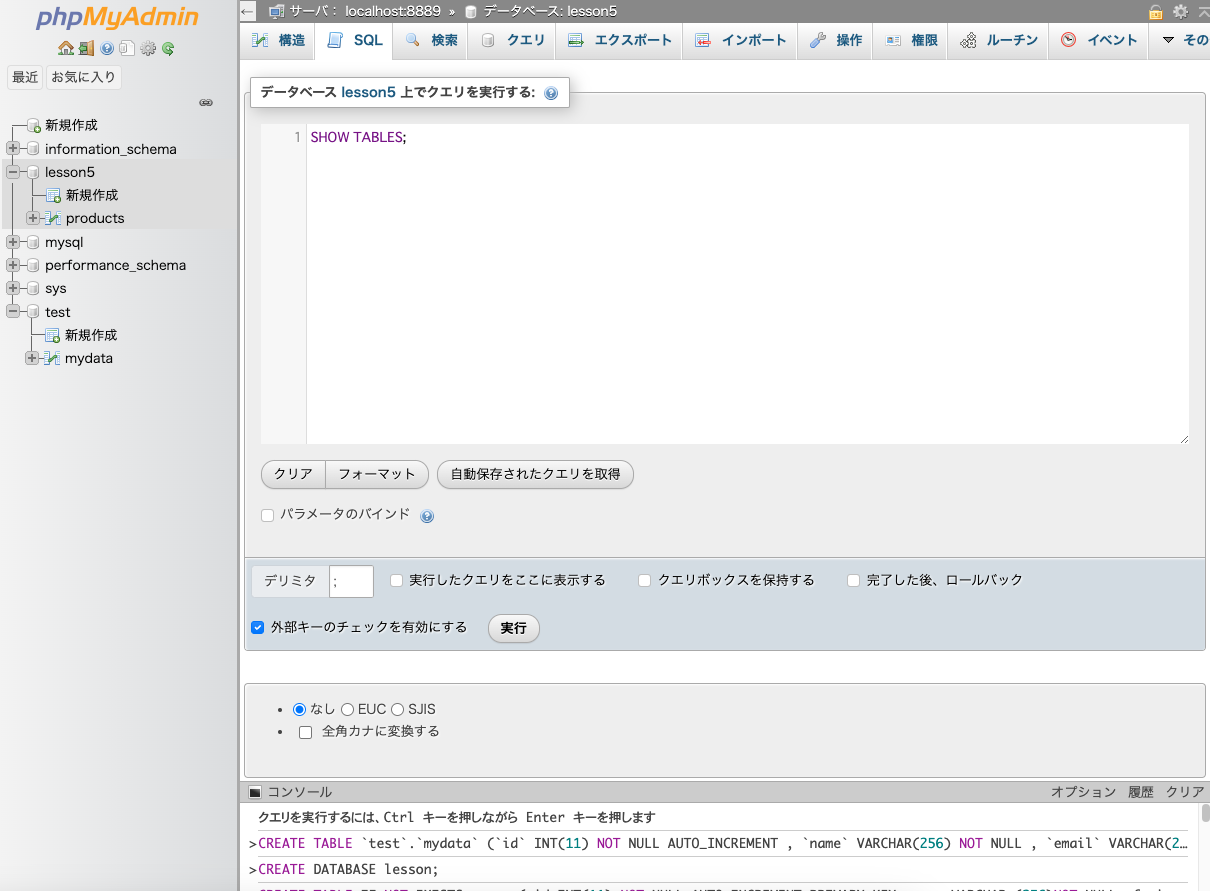 phpMyAdmin
最近 お気に入り
新規作成
information_schema
lesson5
新規作成
products
mysql
performance_schema
sys
test
新規作成
mydata
サーバ: localhost:8889 » データベース: lesson5
構造 SQL 検索 クエリ エクスポート インポート 操作 権限 ルーチン イベント その
データベース lesson5 上でクエリを実行する:
1 SHOW TABLES;
クリア フォーマット 自動保存されたクエリを取得
パラメータのバインド
デリミタ ; 実行したクエリをここに表示する クエリボックスを保持する 完了した後、ロールバック
外部キーのチェックを有効にする 実行
• なし EUC SJIS
• 全角カナに変換する
コンソール オプション 履歴 クリア
クエリを実行するには、Ctrl キーを押しながら Enter キーを押します
>CREATE TABLE `test`.`mydata` (`id` INT(11) NOT NULL AUTO_INCREMENT , `name` VARCHAR(256) NOT NULL , `email` VARCHAR(2…
>CREATE DATABASE lesson;